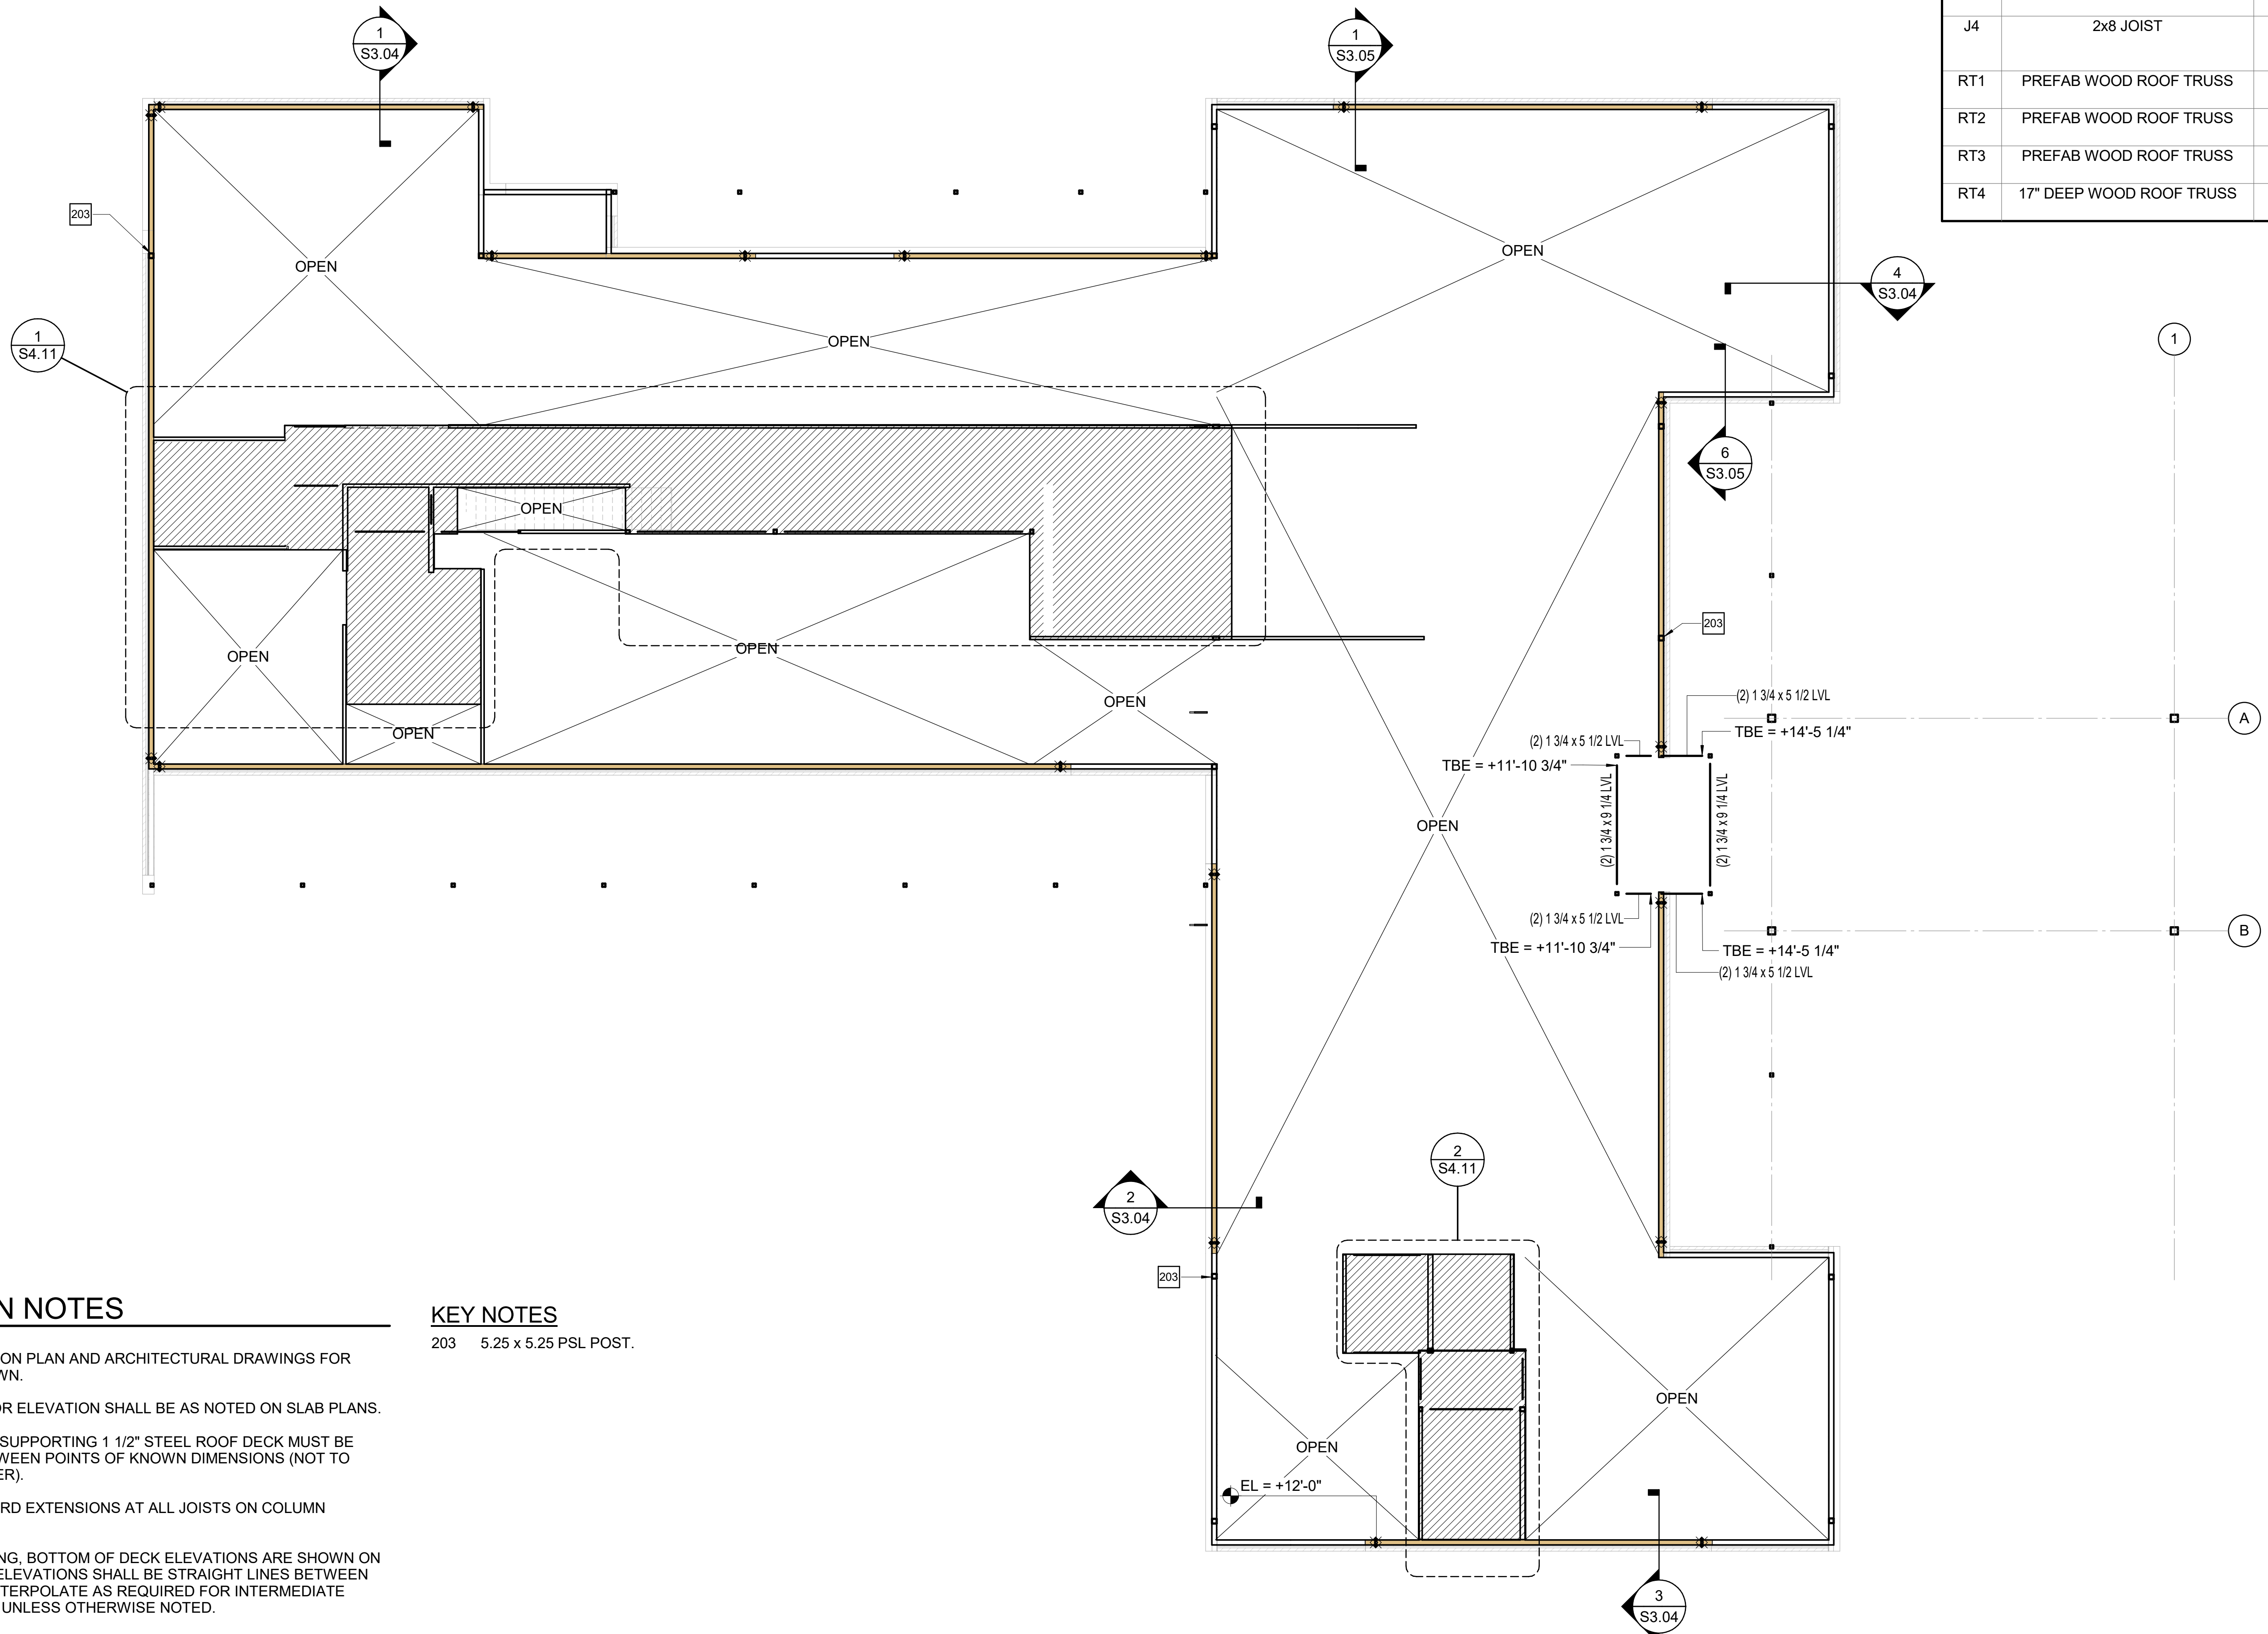 1
S3.04
1
S3.05
J4 2x8 JOIST
RT1 PREFAB WOOD ROOF TRUSS
RT2 PREFAB WOOD ROOF TRUSS
RT3 PREFAB WOOD ROOF TRUSS
RT4 17" DEEP WOOD ROOF TRUSS
203
OPEN
OPEN
OPEN
4
S3.04
1
S4.11
1
6
S3.05
OPEN
203
OPEN
OPEN
OPEN
OPEN
(2) 1 3/4 x 5 1/2 LVL
TBE = +14'-5 1/4"
A
(2) 1 3/4 x 5 1/2 LVL
TBE = +11'-10 3/4"
(2) 1 3/4 x 9 1/4 LVL
(2) 1 3/4 x 9 1/4 LVL
OPEN
(2) 1 3/4 x 5 1/2 LVL
TBE = +11'-10 3/4"
TBE = +14'-5 1/4"
(2) 1 3/4 x 5 1/2 LVL
B
2
S4.11
2
S3.04
203
OPEN
OPEN
EL = +12'-0"
3
S3.04
N NOTES
ON PLAN AND ARCHITECTURAL DRAWINGS FOR
WN.
OR ELEVATION SHALL BE AS NOTED ON SLAB PLANS.
SUPPORTING 1 1/2" STEEL ROOF DECK MUST BE
WEEN POINTS OF KNOWN DIMENSIONS (NOT TO
ER).
RD EXTENSIONS AT ALL JOISTS ON COLUMN
NG, BOTTOM OF DECK ELEVATIONS ARE SHOWN ON
ELEVATIONS SHALL BE STRAIGHT LINES BETWEEN
TERPOLATE AS REQUIRED FOR INTERMEDIATE
UNLESS OTHERWISE NOTED.
KEY NOTES
203 5.25 x 5.25 PSL POST.